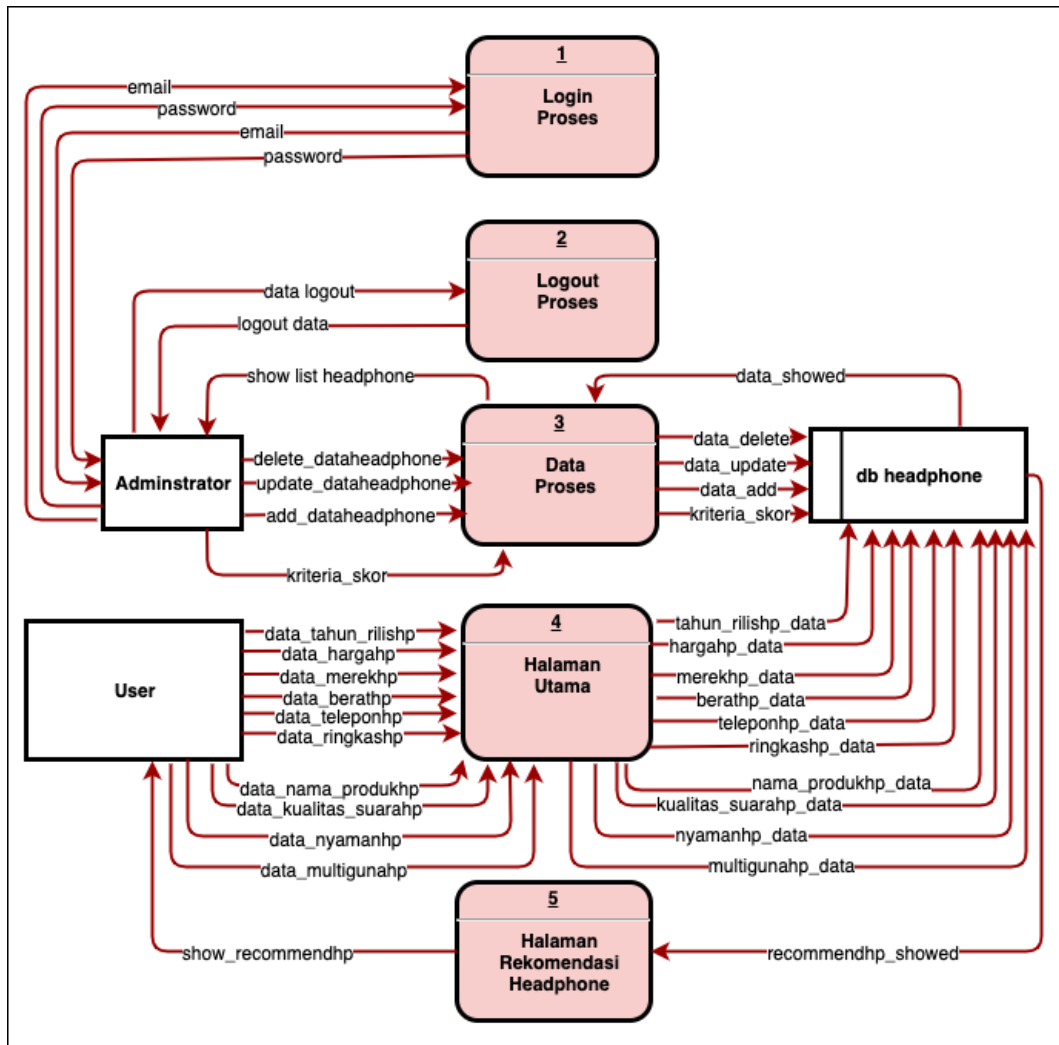 1
Login
Proses
email
password
email
password
2
Logout
Proses
data logout
logout data
show list headphone
data_showed
3
Data
Proses
Adminstrator
delete_dataheadphone
update_dataheadphone
add_dataheadphone
kriteria_skor
data_delete
data_update
data_add
kriteria_skor
db headphone
User
data_tahun_rilishp
data_hargahp
data_merekhp
data_berathp
data_teleponhp
data_ringkashp
data_nama_produkhp
data_kualitas_suarahp
data_nyamanhp
data_multigunahp
4
Halaman
Utama
tahun_rilishp_data
hargahp_data
merekhp_data
berathp_data
teleponhp_data
ringkashp_data
nama_produkhp_data
kualitas_suarahp_data
nyamanhp_data
multigunahp_data
5
Halaman
Rekomendasi
Headphone
show_recommendhp
recommendhp_showed